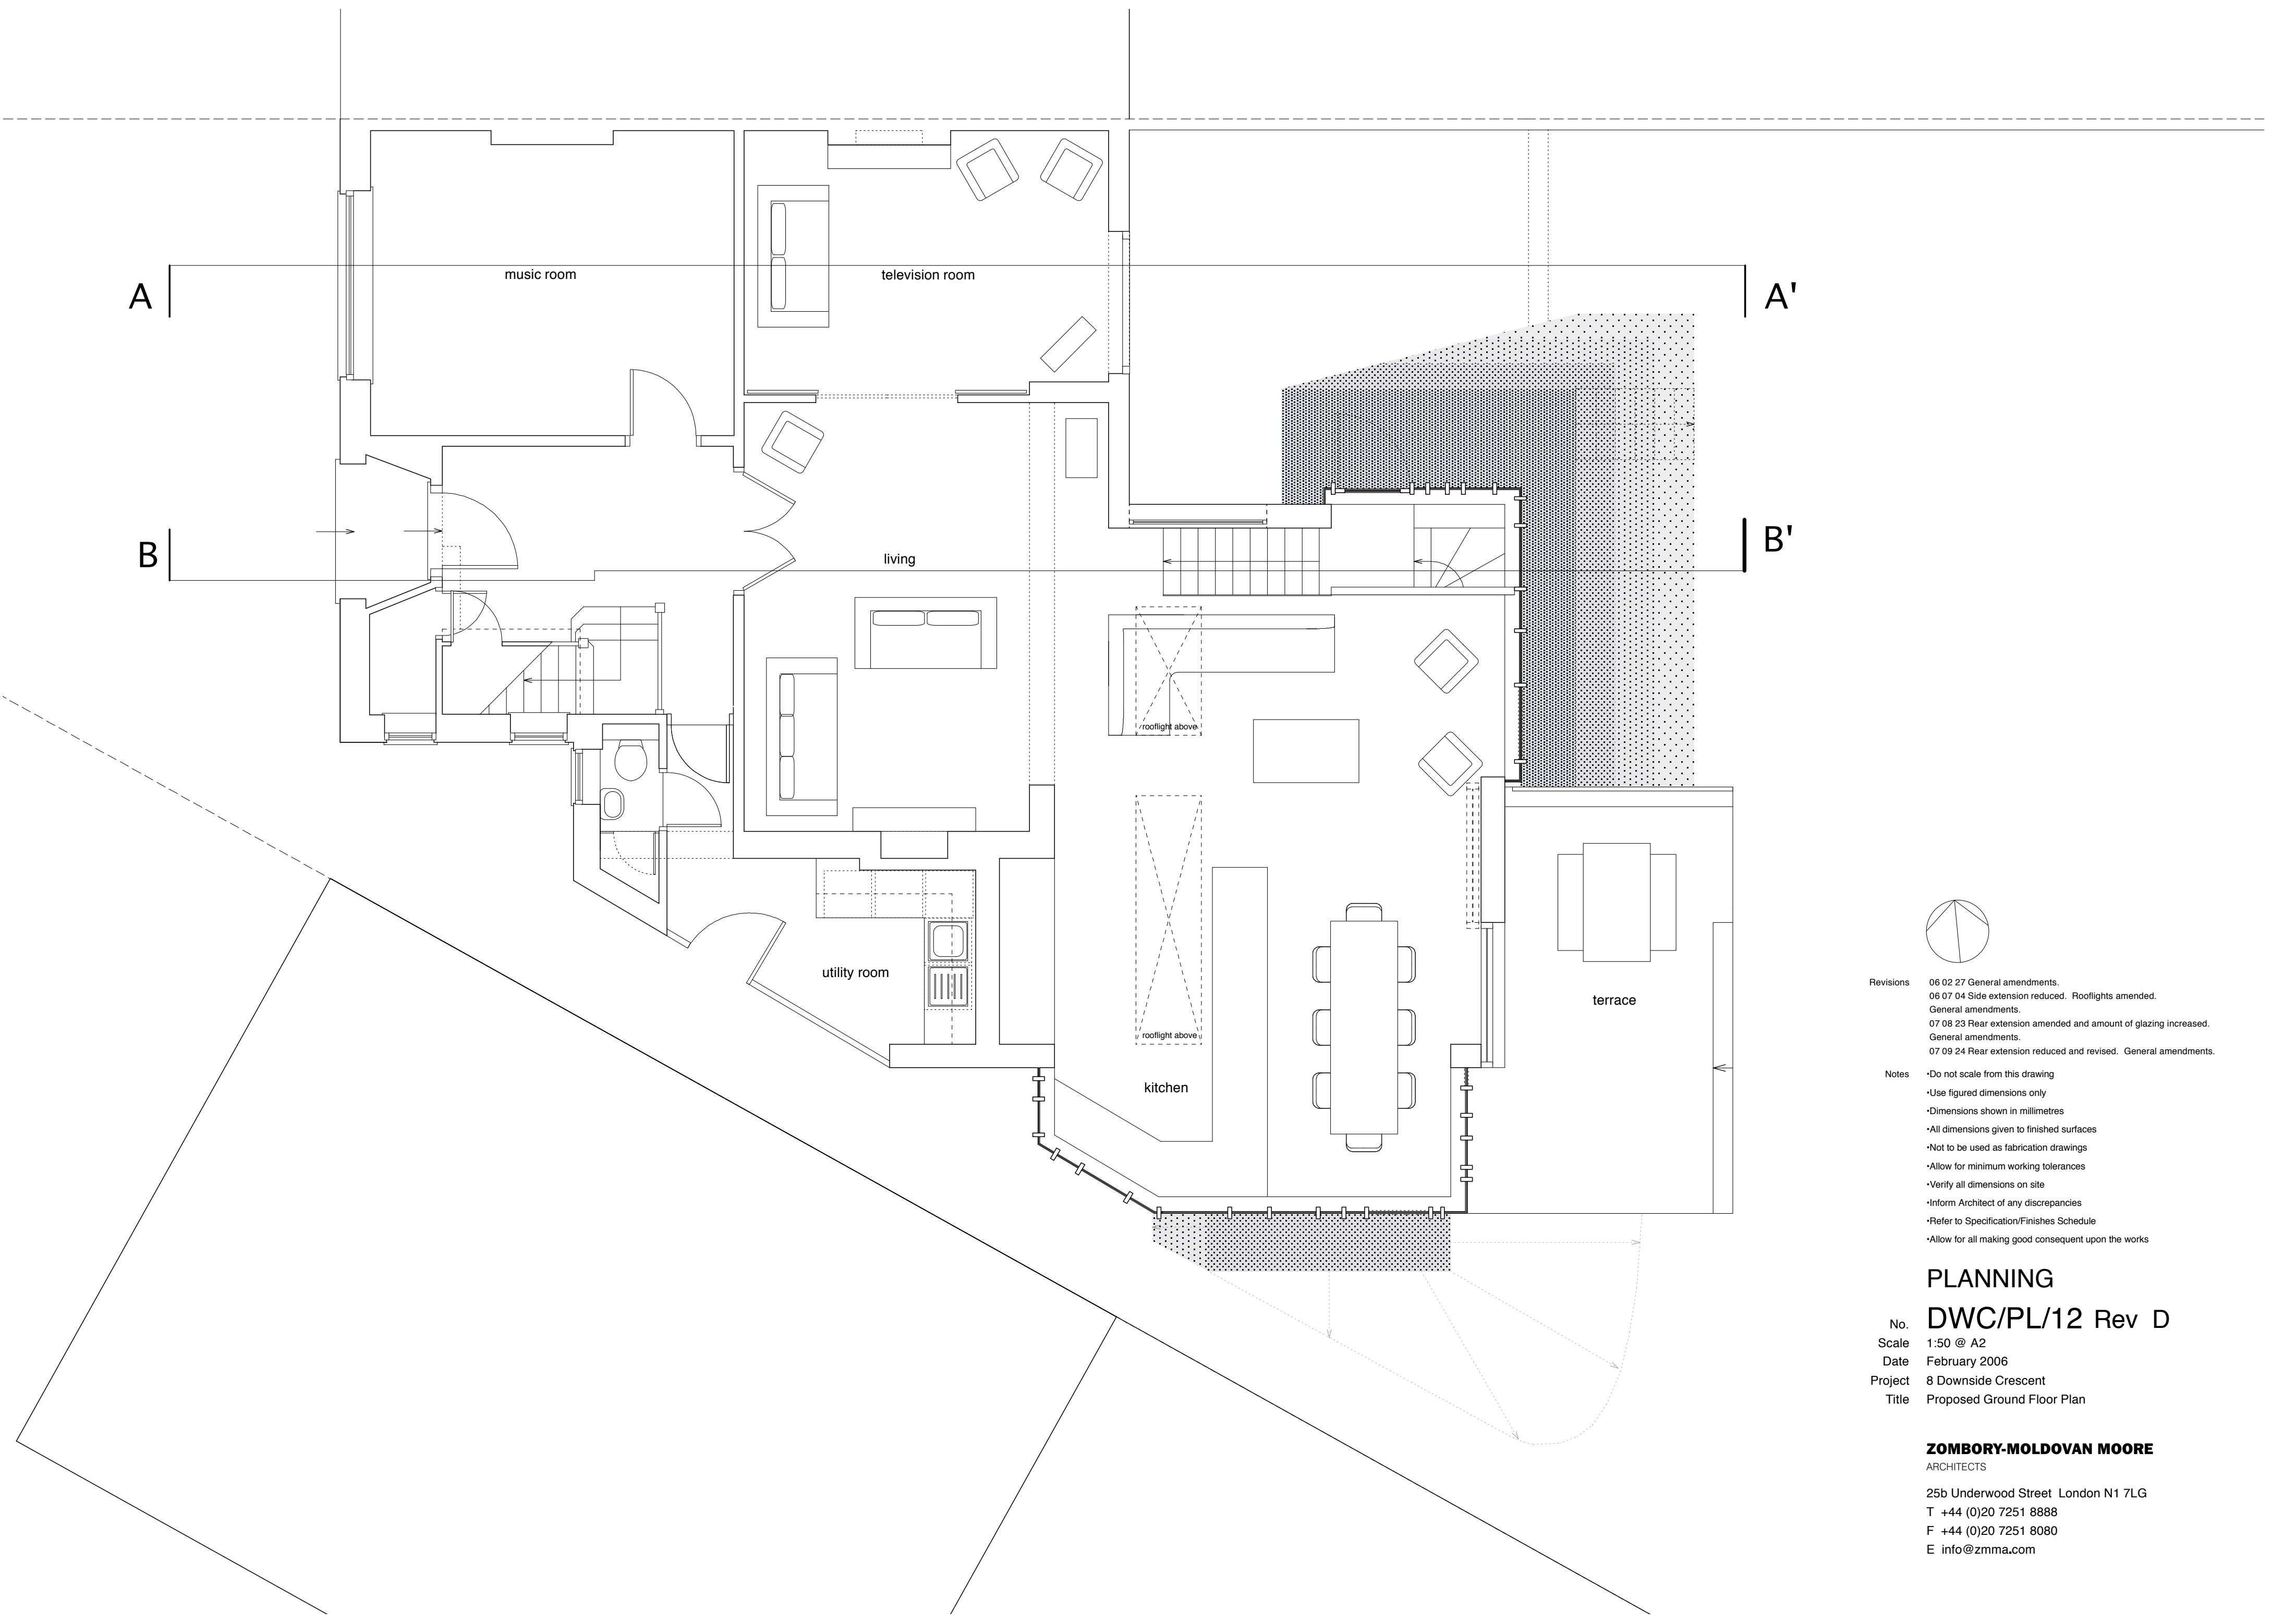 music room
television room
A
A'
B
B'
living
rooflight above
utility room
terrace
rooflight above
kitchen
Revisions 06 02 27 General amendments.
06 07 04 Side extension reduced. Rooflights amended.
General amendments.
07 08 23 Rear extension amended and amount of glazing increased.
General amendments.
07 09 24 Rear extension reduced and revised. General amendments.
Notes •Do not scale from this drawing
•Use figured dimensions only
•Dimensions shown in millimetres
•All dimensions given to finished surfaces
•Not to be used as fabrication drawings
•Allow for minimum working tolerances
•Verify all dimensions on site
•Inform Architect of any discrepancies
•Refer to Specification/Finishes Schedule
•Allow for all making good consequent upon the works
PLANNING
No. DWC/PL/12 Rev D
Scale 1:50 @ A2
Date February 2006
Project 8 Downside Crescent
Title Proposed Ground Floor Plan
ZOMBORY-MOLDOVAN MOORE
ARCHITECTS
25b Underwood Street London N1 7LG
T +44 (0)20 7251 8888
F +44 (0)20 7251 8080
E info@zmma.com